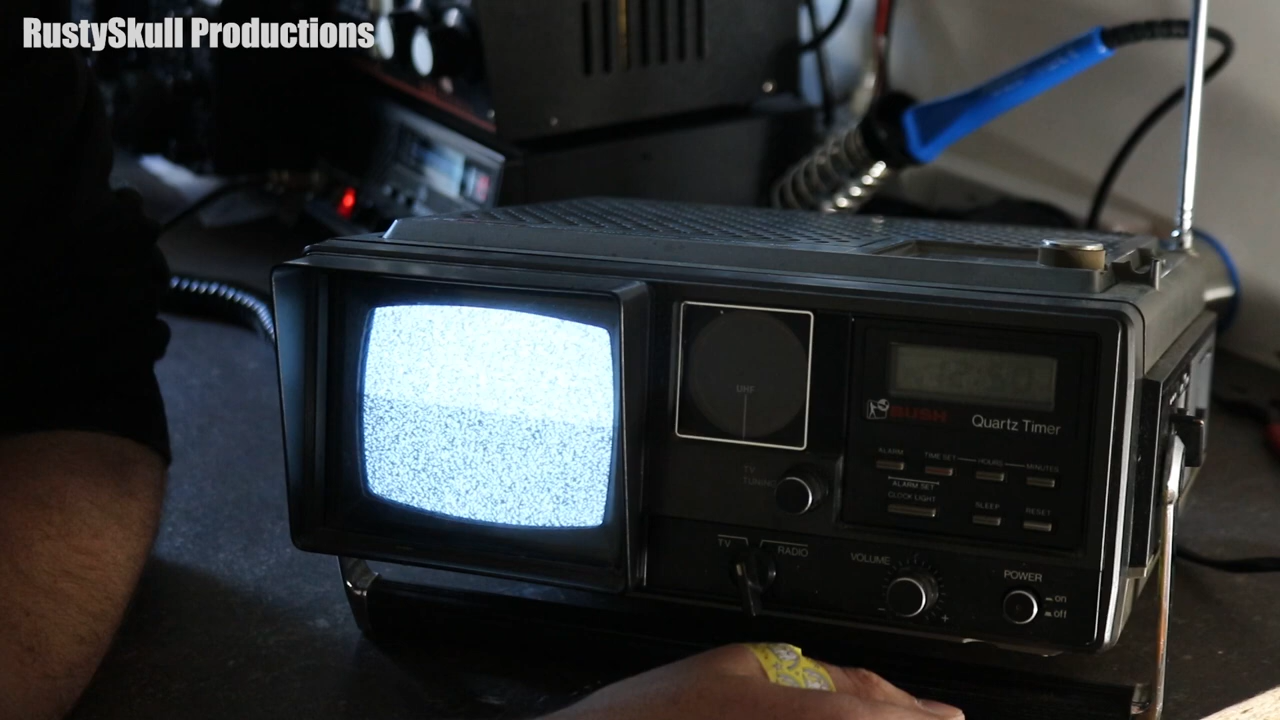 RustySkull Productions
UHF
BUSH
Quartz Timer
ALARM
TIME SET
HOURS
MINUTES
ALARM SET
CLOCK LIGHT
SLEEP
RESET
TV
TUNING
TV
RADIO
VOLUME
- +
POWER
on
off